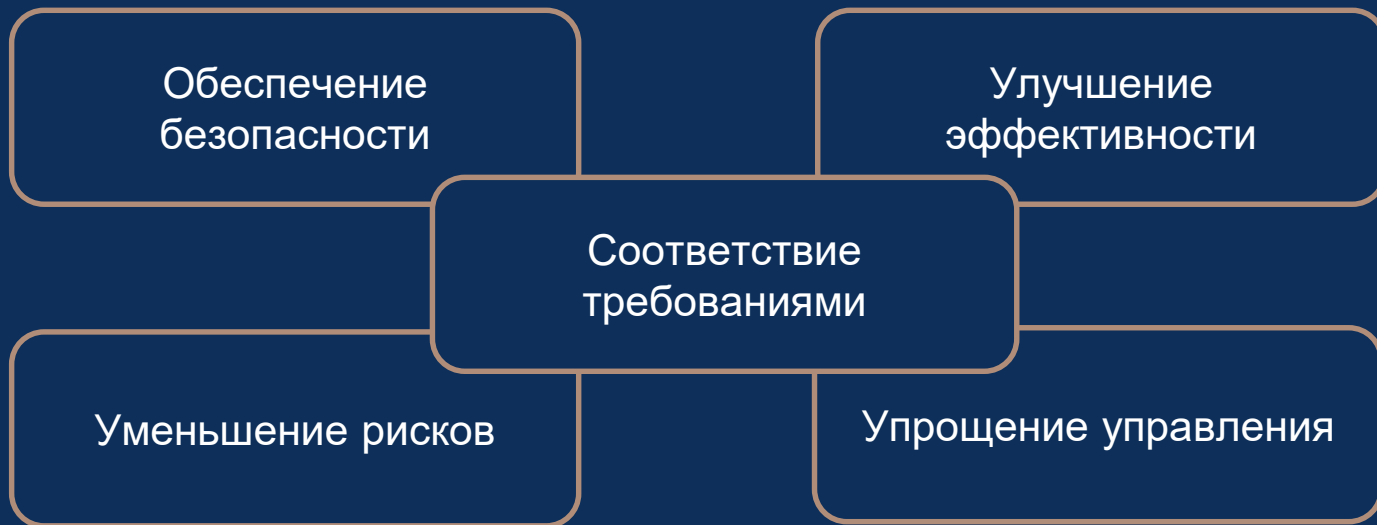 Обеспечение
безопасности
Улучшение
эффективности
Соответствие
требованиями
Уменьшение рисков
Упрощение управления